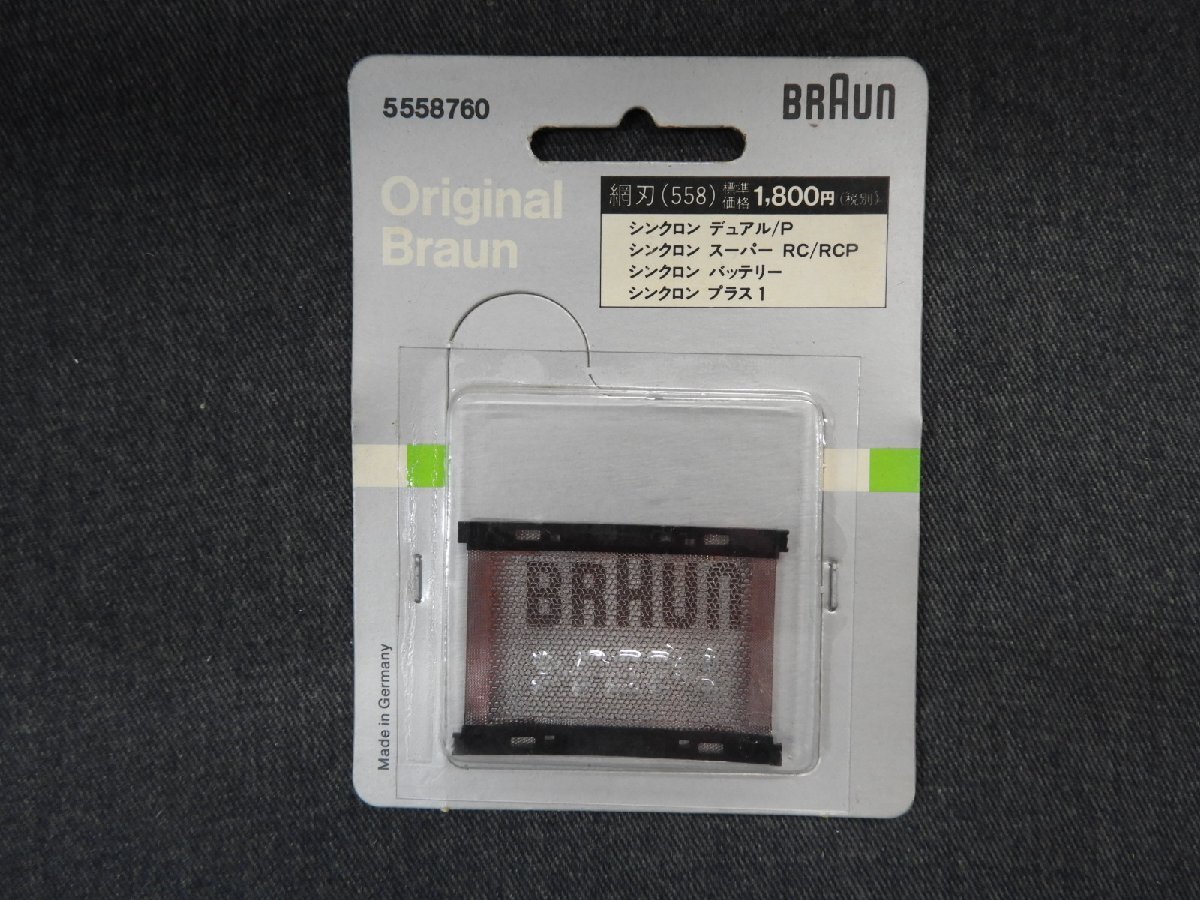 5558760
BRAUN
Original
Braun
網刃(558) 標準価格 1,800円(税別)
シンクロン デュアル/P
シンクロン スーパー RC/RCP
シンクロン バッテリー
シンクロン プラス1
BRAUN
Made in Germany